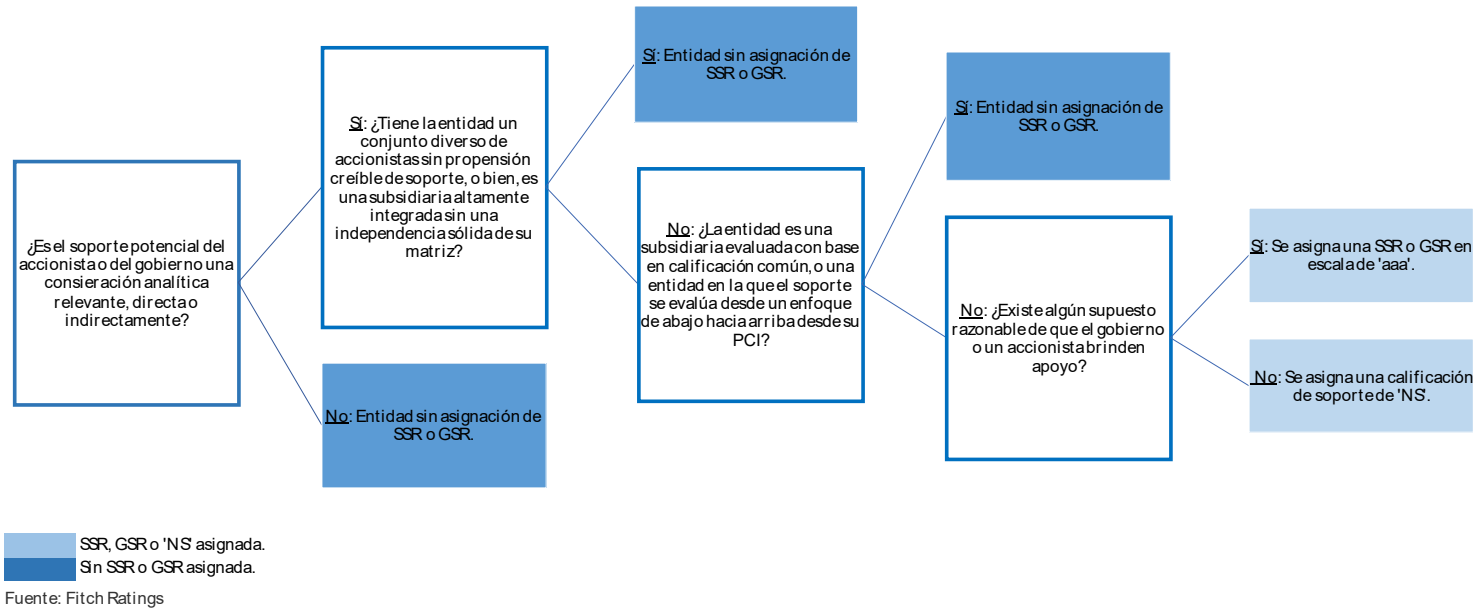 ¿Es el soporte potencial del
accionista o del gobierno una
consieración analítica
relevante, directa o
indirectamente?
Sí: ¿Tiene la entidad un
conjunto diverso de
accionistas sin propensión
creíble de soporte, o bien, es
una subsidiaria altamente
integrada sin una
independencia sólida de su
matriz?
No: Entidad sin asignación de
SSR o GSR.
Sí: Entidad sin asignación de
SSR o GSR.
No: ¿La entidad es una
subsidiaria evaluada con base
en calificación común, o una
entidad en la que el soporte
se evalúa desde un enfoque
de abajo hacia arriba desde su
PCI?
Sí: Entidad sin asignación de
SSR o GSR.
No: ¿Existe algún supuesto
razonable de que el gobierno
o un accionista brinden
apoyo?
Sí: Se asigna una SSR o GSR en
escala de 'aaa'.
No: Se asigna una calificación
de soporte de 'NS'.
SSR, GSR o 'NS' asignada.
Sin SSR o GSR asignada.
Fuente: Fitch Ratings